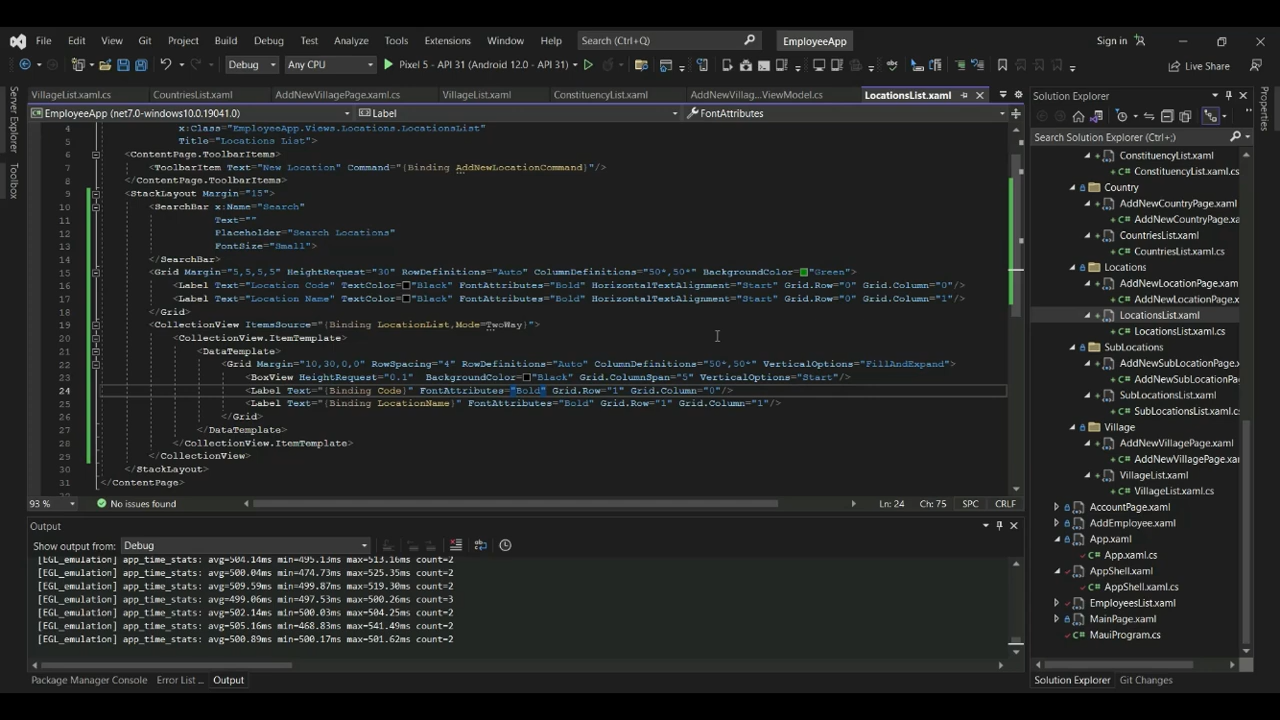 File Edit View Git Project Build Debug Test Analyze Tools Extensions Window Help Search (Ctrl+Q) EmployeeApp Sign in
Debug Any CPU Pixel 5 - API 31 (Android 12.0 - API 31) Live Share
Server Explorer
Toolbox
VillageList.xaml.cs CountriesList.xaml AddNewVillagePage.xaml.cs VillageList.xaml ConstituencyList.xaml AddNewVillag...ViewModel.cs LocationsList.xaml
EmployeeApp (net7.0-windows10.0.19041.0) Label FontAttributes
4 x:Class="EmployeeApp.Views.Locations.LocationsList"
5 Title="Locations List">
6 <ContentPage.ToolbarItems>
7 <ToolbarItem Text="New Location" Command="{Binding AddNewLocationCommand}"/>
8 </ContentPage.ToolbarItems>
9 <StackLayout Margin="15">
10 <SearchBar x:Name="Search"
11 Text=""
12 Placeholder="Search Locations"
13 FontSize="Small">
14 </SearchBar>
15 <Grid Margin="5,5,5,5" HeightRequest="30" RowDefinitions="Auto" ColumnDefinitions="50*,50*" BackgroundColor="Green">
16 <Label Text="Location Code" TextColor="Black" FontAttributes="Bold" HorizontalTextAlignment="Start" Grid.Row="0" Grid.Column="0"/>
17 <Label Text="Location Name" TextColor="Black" FontAttributes="Bold" HorizontalTextAlignment="Start" Grid.Row="0" Grid.Column="1"/>
18 </Grid>
19 <CollectionView ItemsSource="{Binding LocationList,Mode=TwoWay}">
20 <CollectionView.ItemTemplate>
21 <DataTemplate>
22 <Grid Margin="10,30,0,0" RowSpacing="4" RowDefinitions="Auto" ColumnDefinitions="50*,50*" VerticalOptions="FillAndExpand">
23 <BoxView HeightRequest="0.1" BackgroundColor="Black" Grid.ColumnSpan="5" VerticalOptions="Start"/>
24 <Label Text="{Binding Code}" FontAttributes="Bold" Grid.Row="1" Grid.Column="0"/>
25 <Label Text="{Binding LocationName}" FontAttributes="Bold" Grid.Row="1" Grid.Column="1"/>
26 </Grid>
27 </DataTemplate>
28 </CollectionView.ItemTemplate>
29 </CollectionView>
30 </StackLayout>
31 </ContentPage>
93 % No issues found Ln: 24 Ch: 75 SPC CRLF
Output
Show output from: Debug
[EGL_emulation] app_time_stats: avg=504.14ms min=495.13ms max=513.16ms count=2
[EGL_emulation] app_time_stats: avg=500.04ms min=474.73ms max=525.35ms count=2
[EGL_emulation] app_time_stats: avg=509.59ms min=499.87ms max=519.30ms count=2
[EGL_emulation] app_time_stats: avg=499.06ms min=497.53ms max=500.26ms count=3
[EGL_emulation] app_time_stats: avg=502.14ms min=500.03ms max=504.25ms count=2
[EGL_emulation] app_time_stats: avg=505.16ms min=468.83ms max=541.49ms count=2
[EGL_emulation] app_time_stats: avg=500.89ms min=500.17ms max=501.62ms count=2
Package Manager Console Error List ... Output
Solution Explorer
Search Solution Explorer (Ctrl+
ConstituencyList.xaml
ConstituencyList.xaml.cs
Country
AddNewCountryPage.xaml
AddNewCountryPage.xa
CountriesList.xaml
CountriesList.xaml.cs
Locations
AddNewLocationPage.xaml
AddNewLocationPage.x
LocationsList.xaml
LocationsList.xaml.cs
SubLocations
AddNewSubLocationPage.xaml
AddNewSubLocationPag
SubLocationsList.xaml
SubLocationsList.xaml.c
Village
AddNewVillagePage.xaml
AddNewVillagePage.xam
VillageList.xaml
VillageList.xaml.cs
AccountPage.xaml
AddEmployee.xaml
App.xaml
App.xaml.cs
AppShell.xaml
AppShell.xaml.cs
EmployeesList.xaml
MainPage.xaml
MauiProgram.cs
Solution Explorer Git Changes
Properties